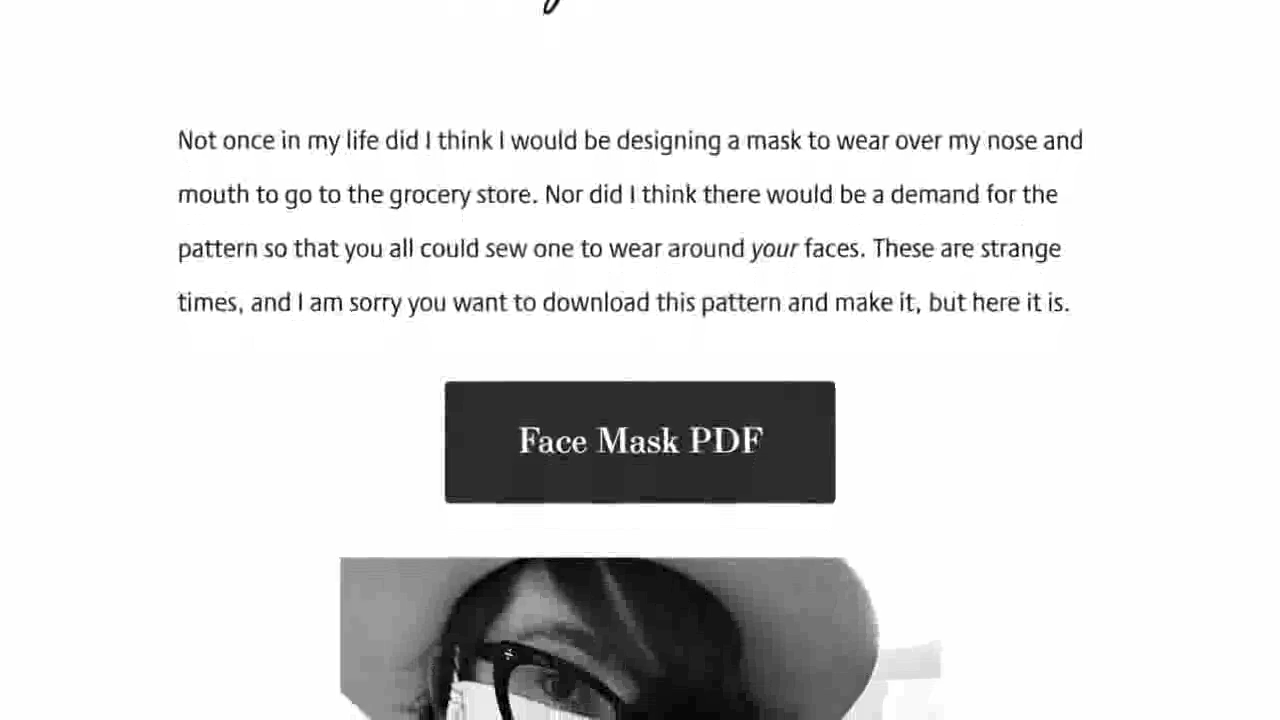 Not once in my life did I think I would be designing a mask to wear over my nose and
mouth to go to the grocery store. Nor did I think there would be a demand for the
pattern so that you all could sew one to wear around your faces. These are strange
times, and I am sorry you want to download this pattern and make it, but here it is.
Face Mask PDF